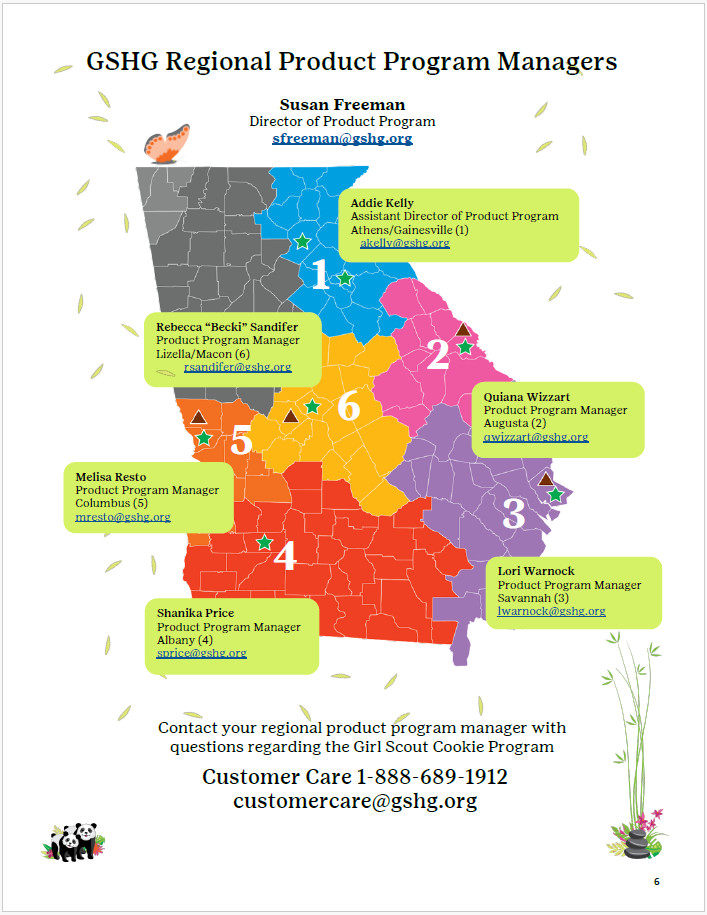 GSHG Regional Product Program Managers
Susan Freeman
Director of Product Program
sfreeman@gshg.org
Addie Kelly
Assistant Director of Product Program
Athens/Gainesville (1)
akelly@gshg.org
1
Rebecca “Becki” Sandifer
Product Program Manager
Lizella/Macon (6)
rsandifer@gshg.org
2
Quiana Wizzart
Product Program Manager
Augusta (2)
qwizzart@gshg.org
6
5
Melisa Resto
Product Program Manager
Columbus (5)
mresto@gshg.org
3
4
Lori Warnock
Product Program Manager
Savannah (3)
lwarnock@gshg.org
Shanika Price
Product Program Manager
Albany (4)
sprice@gshg.org
Contact your regional product program manager with
questions regarding the Girl Scout Cookie Program
Customer Care 1-888-689-1912
customercare@gshg.org
6